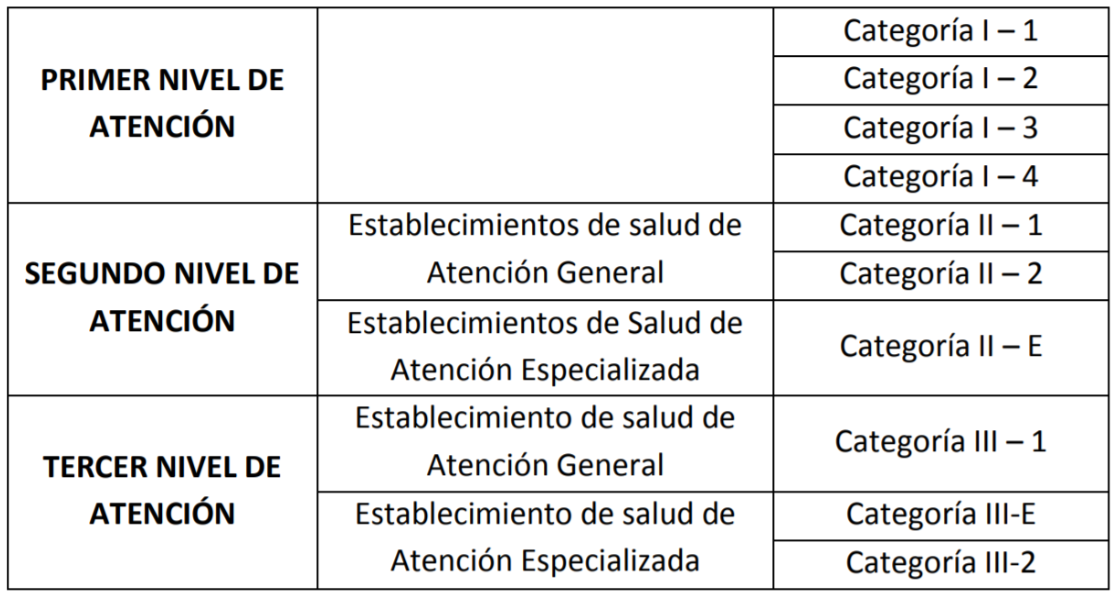 PRIMER NIVEL DE
ATENCIÓN
Categoría I – 1
Categoría I – 2
Categoría I – 3
Categoría I – 4
SEGUNDO NIVEL DE
ATENCIÓN
Establecimientos de salud de
Atención General
Categoría II – 1
Categoría II – 2
Establecimientos de Salud de
Atención Especializada
Categoría II – E
TERCER NIVEL DE
ATENCIÓN
Establecimiento de salud de
Atención General
Categoría III – 1
Establecimiento de salud de
Atención Especializada
Categoría III-E
Categoría III-2